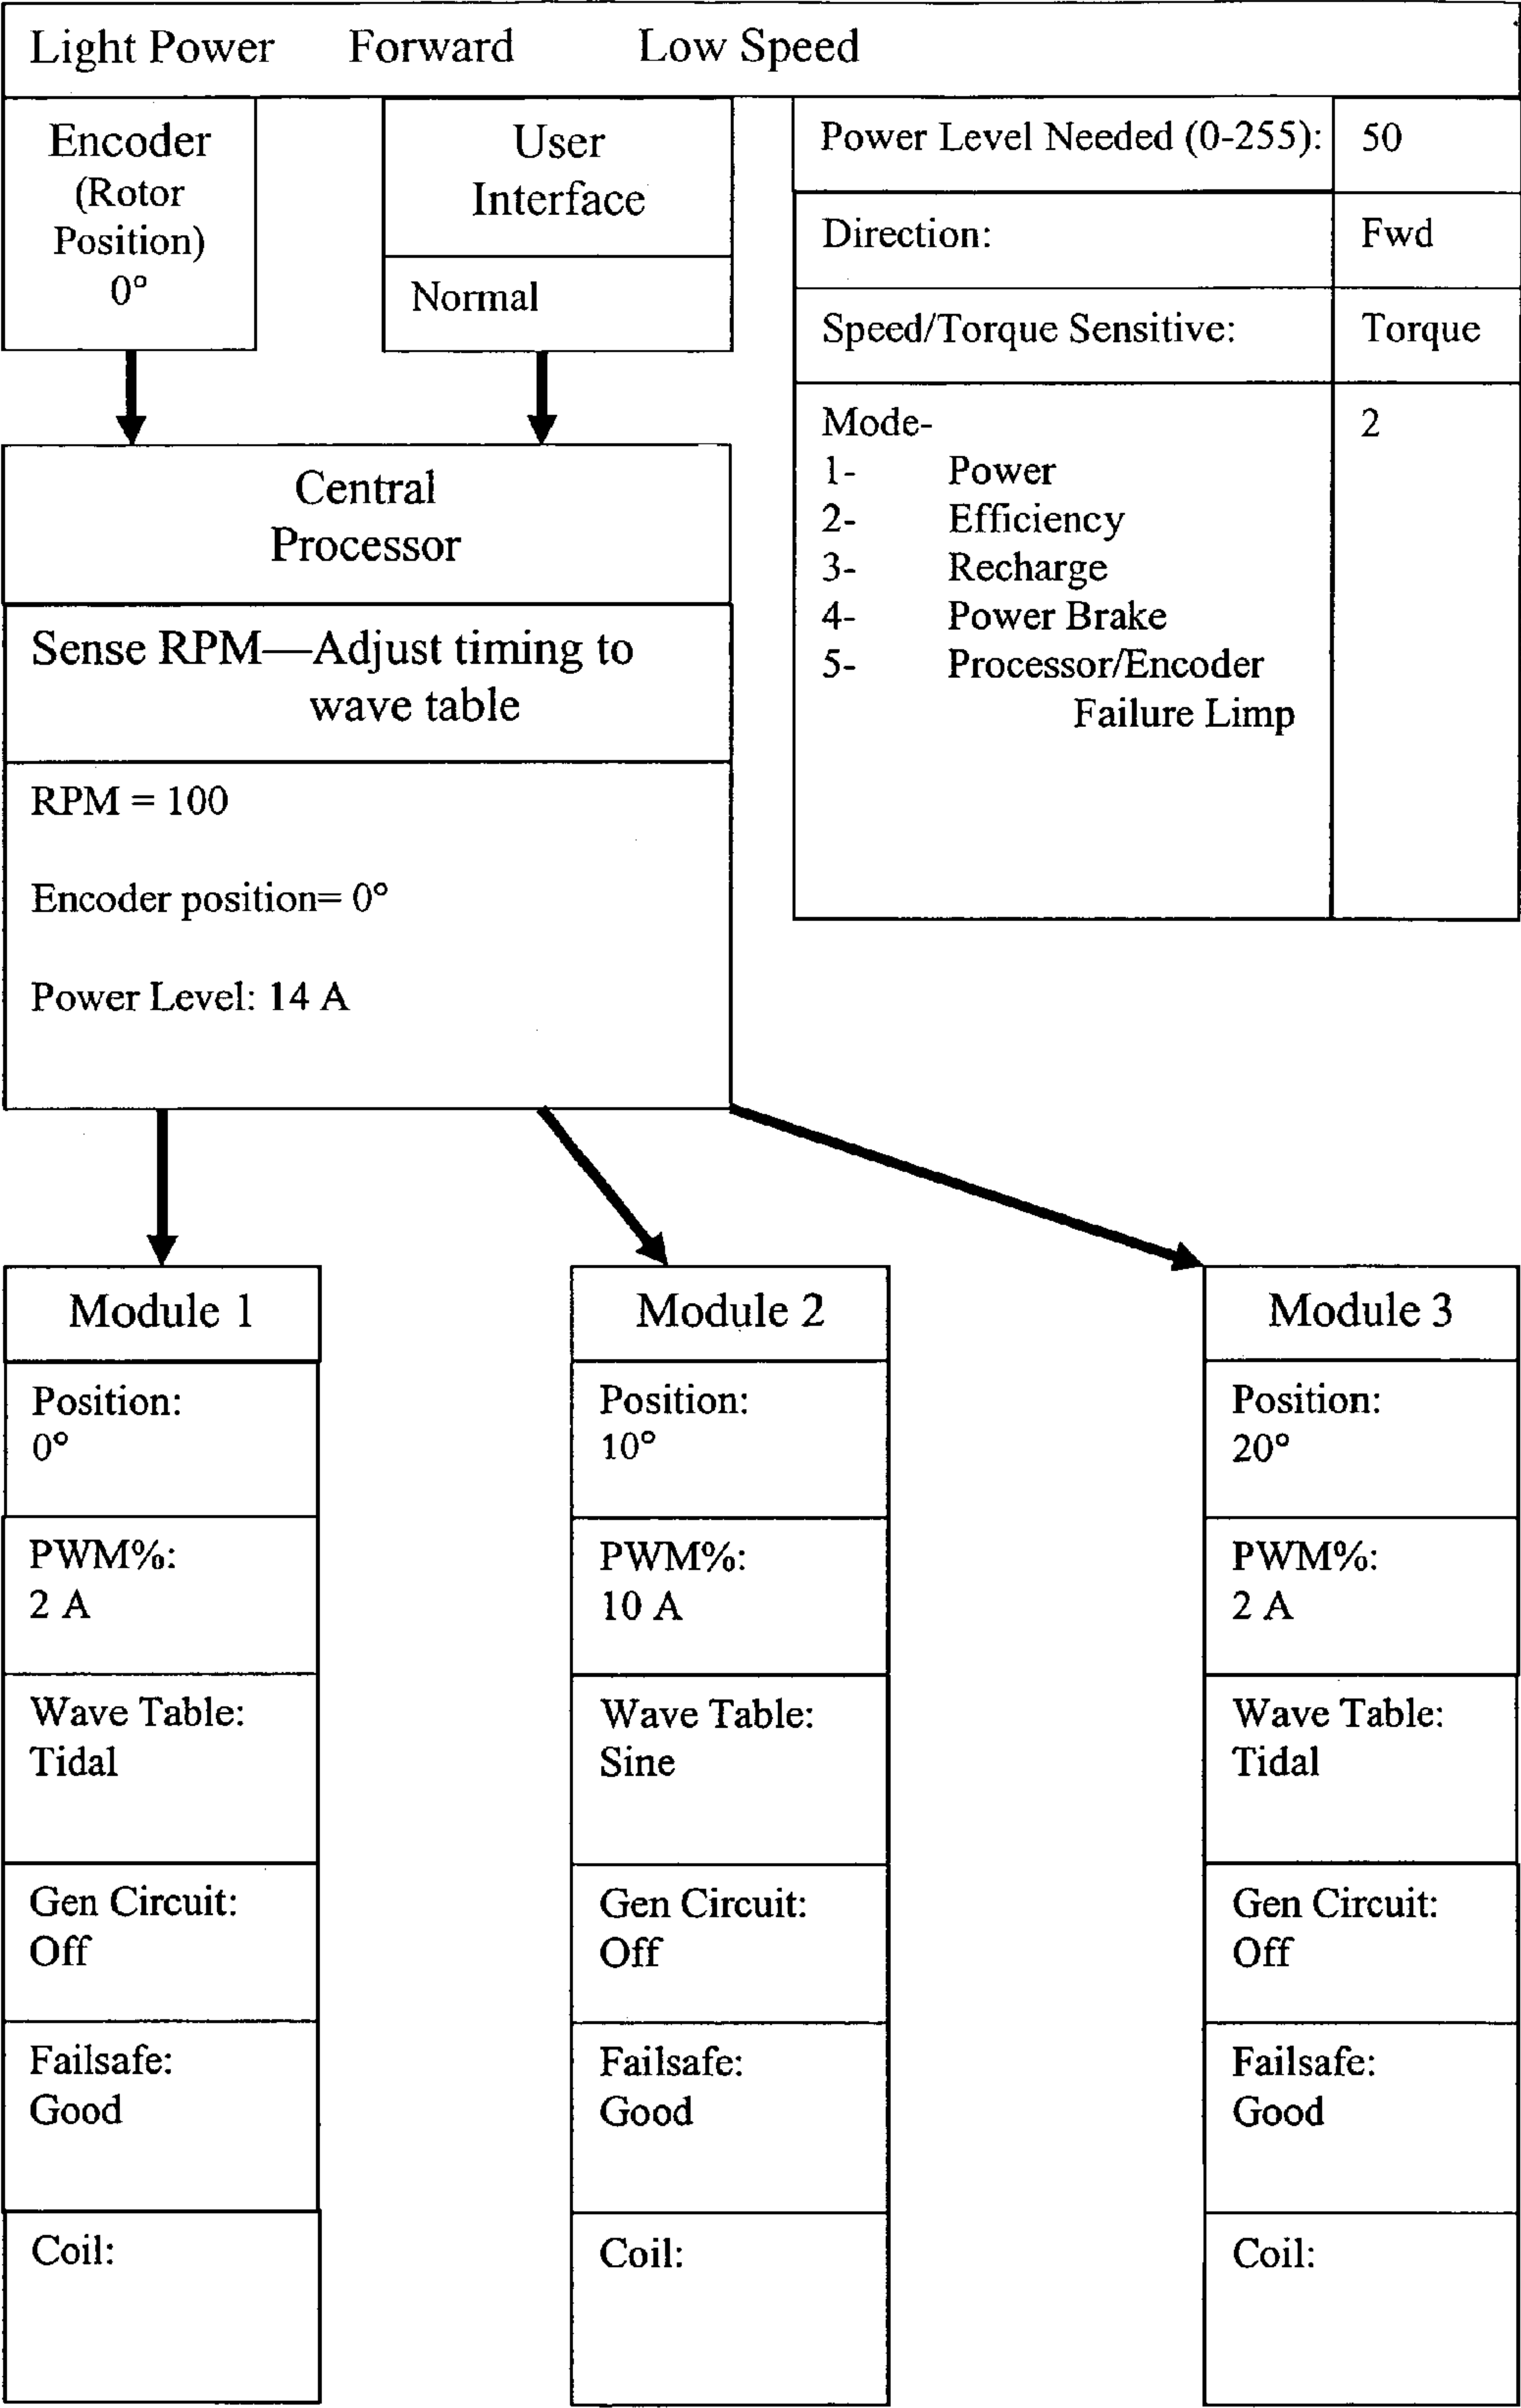 Light Power Forward Low Speed
Encoder
(Rotor
Position)
0°
User
Interface
Normal
Power Level Needed (0-255): 50
Direction: Fwd
Speed/Torque Sensitive: Torque
Mode- 2
1- Power
2- Efficiency
3- Recharge
4- Power Brake
5- Processor/Encoder
Failure Limp
Central
Processor
Sense RPM—Adjust timing to
wave table
RPM = 100
Encoder position= 0°
Power Level: 14 A
Module 1
Position:
0°
PWM%:
2 A
Wave Table:
Tidal
Gen Circuit:
Off
Failsafe:
Good
Coil:
Module 2
Position:
10°
PWM%:
10 A
Wave Table:
Sine
Gen Circuit:
Off
Failsafe:
Good
Coil:
Module 3
Position:
20°
PWM%:
2 A
Wave Table:
Tidal
Gen Circuit:
Off
Failsafe:
Good
Coil: